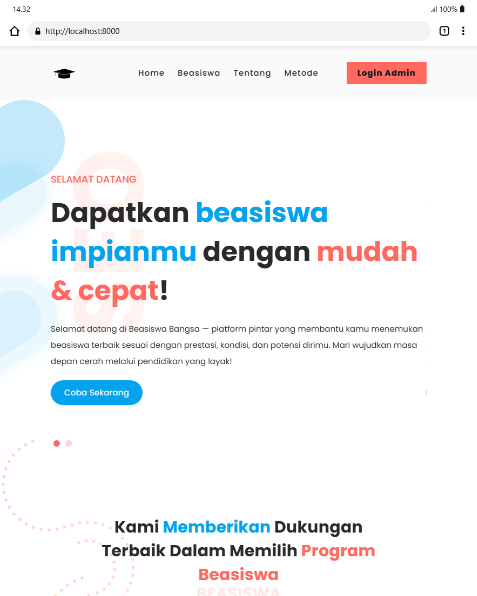 14.32
100%
http://localhost:8000
1
Home Beasiswa Tentang Metode Login Admin
SELAMAT DATANG
Dapatkan beasiswa
impianmu dengan mudah
& cepat!
Selamat datang di Beasiswa Bangsa — platform pintar yang membantu kamu menemukan
beasiswa terbaik sesuai dengan prestasi, kondisi, dan potensi dirimu. Mari wujudkan masa
depan cerah melalui pendidikan yang layak!
Coba Sekarang
Kami Memberikan Dukungan
Terbaik Dalam Memilih Program
Beasiswa
BEASISWA